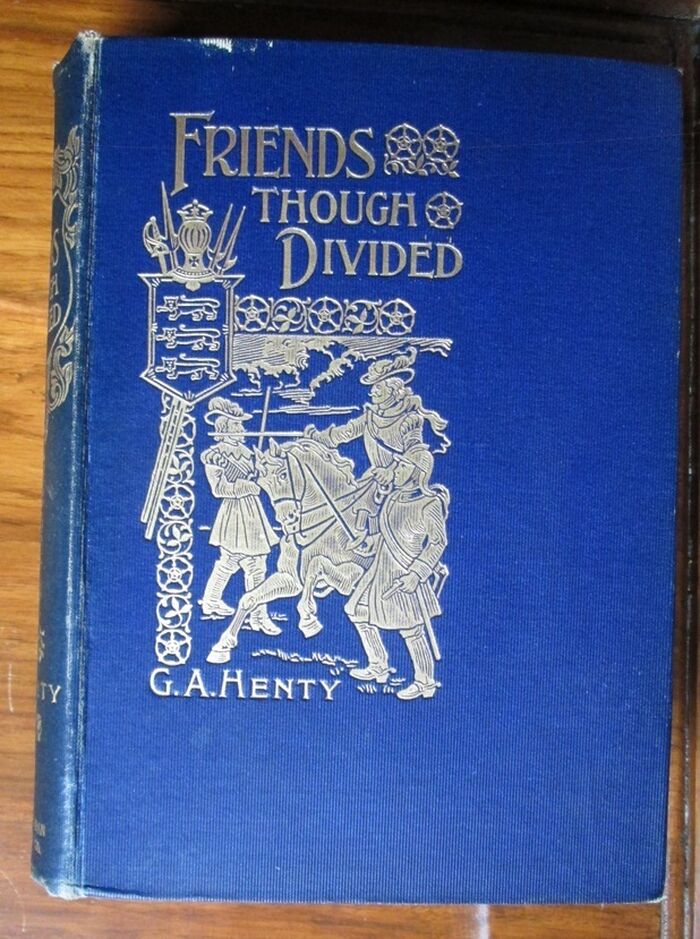 FRIENDS
THOUGH
DIVIDED
G.A.HENTY